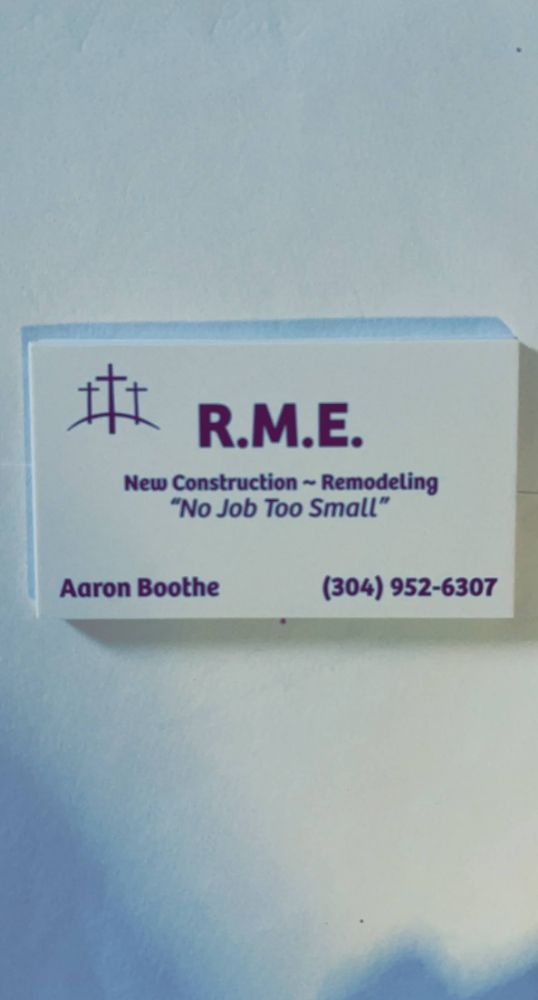 R.M.E.
New Construction ~ Remodeling
“No Job Too Small”
Aaron Boothe (304) 952-6307